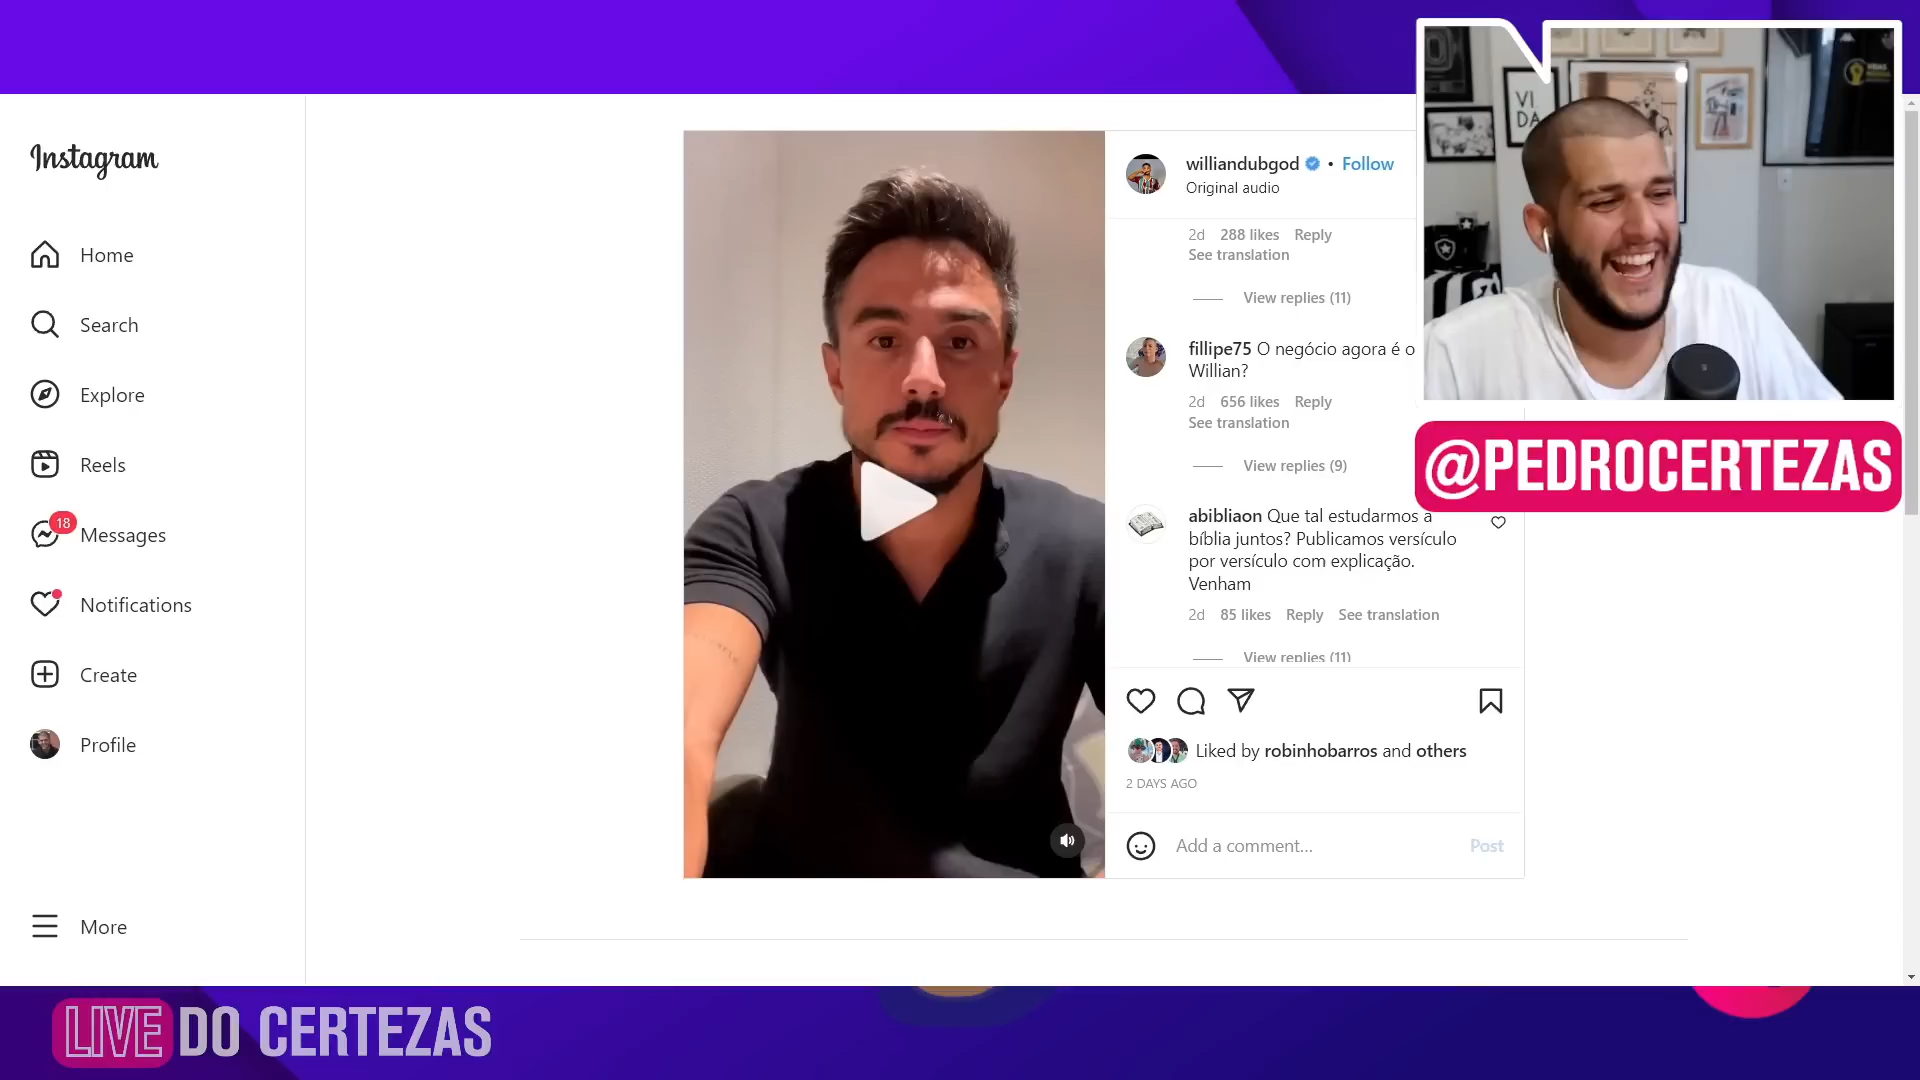 Instagram
Home
Search
Explore
Reels
18
Messages
Notifications
Create
Profile
More
williandubgod • Follow
Original audio
2d 288 likes Reply
See translation
View replies (11)
fillipe75 O negócio agora é o
Willian?
2d 656 likes Reply
See translation
View replies (9)
abibliaon Que tal estudarmos a
bíblia juntos? Publicamos versículo
por versículo com explicação.
Venham
2d 85 likes Reply See translation
View replies (11)
Liked by robinhobarros and others
2 DAYS AGO
Add a comment... Post
VI
DA
@PEDROCERTEZAS
LIVE DO CERTEZAS